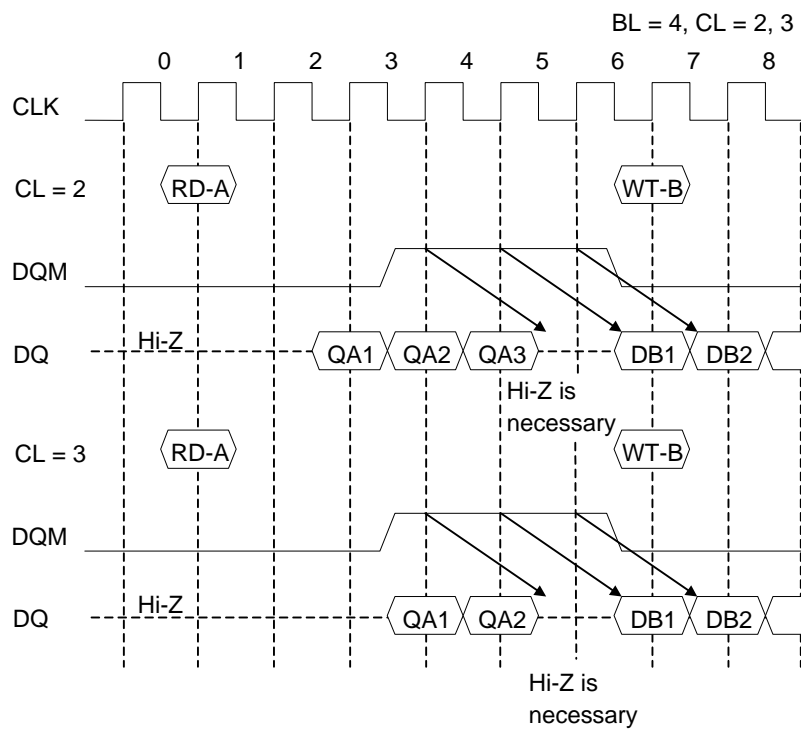 BL = 4, CL = 2, 3
0 1 2 3 4 5 6 7 8
CLK
CL = 2 RD-A WT-B
DQM
DQ Hi-Z QA1 QA2 QA3 DB1 DB2
Hi-Z is
necessary
CL = 3 RD-A WT-B
DQM
DQ Hi-Z QA1 QA2 DB1 DB2
Hi-Z is
necessary